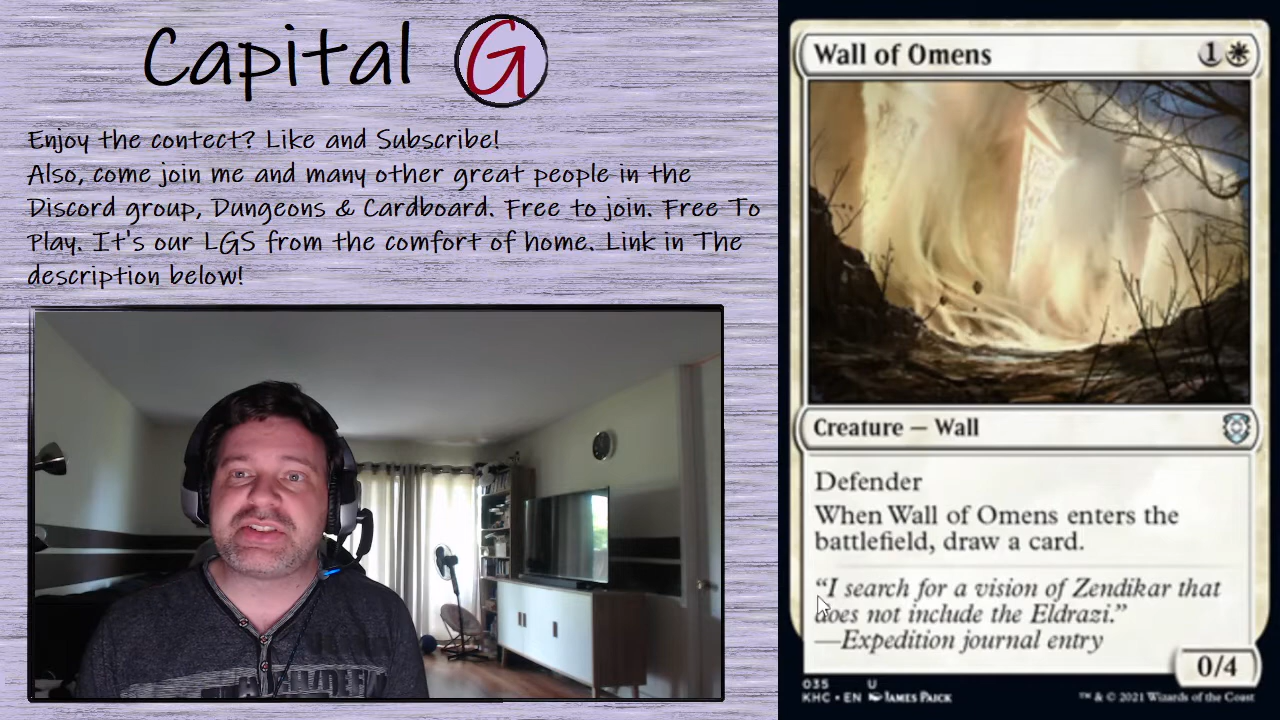 Capital G
Enjoy the contect? Like and Subscribe!
Also, come join me and many other great people in the
Discord group, Dungeons & Cardboard. Free to join. Free To
Play. It's our LGS from the comfort of home. Link in The
description below!
Wall of Omens 1
Creature — Wall
Defender
When Wall of Omens enters the
battlefield, draw a card.
“I search for a vision of Zendikar that
does not include the Eldrazi.”
—Expedition journal entry
0/4
035 U
KHC • EN JAMES PAICK ™ & © 2021 Wizards of the Coast